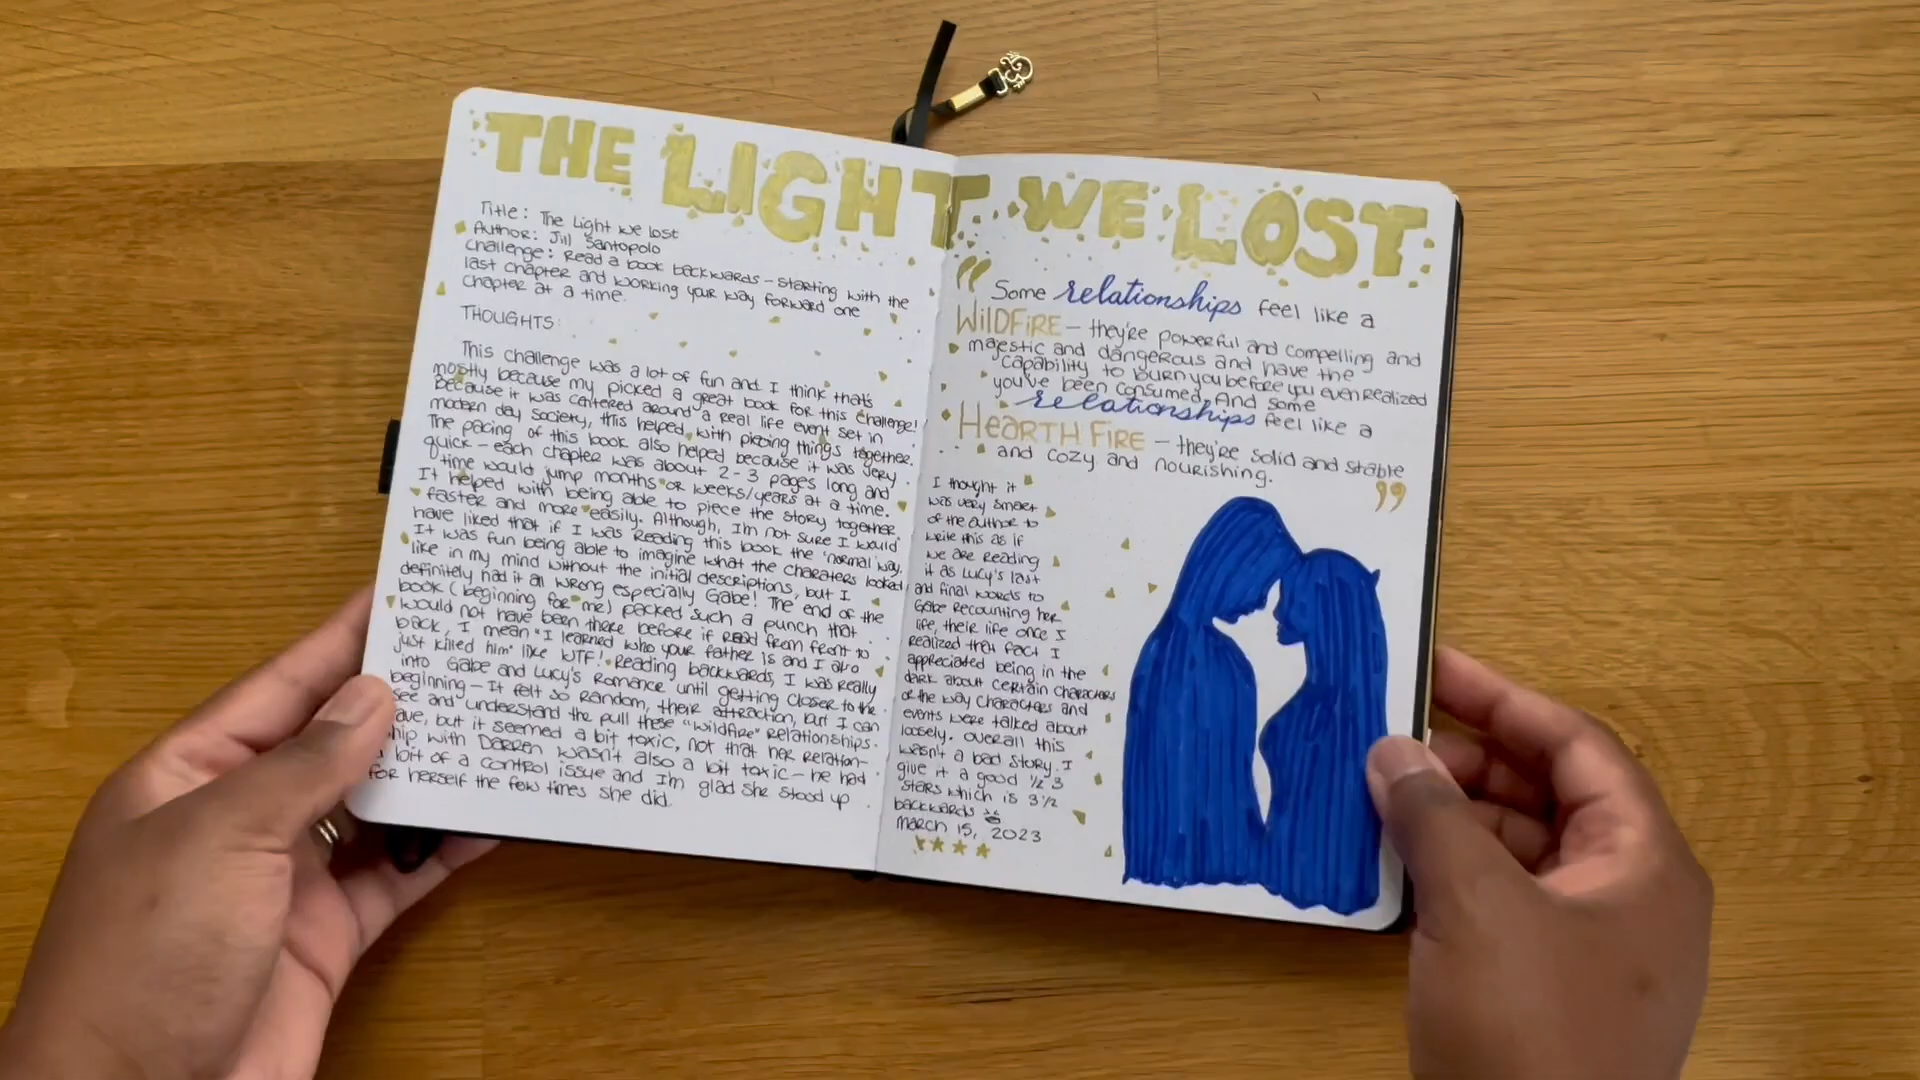 THE LIGHT WE LOST
Title: The Light we lost
Author: Jill Santopolo
Challenge: Read a book backwards - starting with the
last chapter and working your way forward one
chapter at a time.
THOUGHTS:
This challenge was a lot of fun and I think that's
mostly because my picked a great book for this challenge!
Because it was centered around a real life event set in
modern day society, this helped with piecing things together.
The pacing of this book also helped because it was very
quick - each chapter was about 2-3 pages long and
time would jump months or weeks/years at a time.
It helped with being able to piece the story together
faster and more easily. Although, I'm not sure I would
have liked that if I was reading this book the 'normal' way.
It was fun being able to imagine what the charaters looked
like in my mind without the initial descriptions, but I
definitely had it all wrong especially Gabe! The end of the
book (beginning for me) packed such a punch that
would not have been there before if read from front to
back, I mean "I learned who your father is and I also
just killed him" like WTF! Reading backwards, I was really
into Gabe and Lucy's Romance until getting closer to the
beginning - It felt so random, their attraction, but I can
see and understand the pull these "wildfire" relationships
ave, but it seemed a bit toxic, not that her relation-
hip with Darren wasn't also a bit toxic - he had
a bit of a control issue and I'm glad she stood up
for herself the few times she did.
"Some relationships feel like a
WILDFIRE - they're powerful and compelling and
majestic and dangerous and have the
capability to burn you before you even realized
you've been consumed. And some
relationships feel like a
HEARTH FIRE - they're solid and stable
and cozy and nourishing."
I thought it
was very smart
of the author to
write this as if
we are reading
it as Lucy's last
and final words to
Gabe recounting her
life, their life once I
realized that fact I
appreciated being in the
dark about certain characters
or the way characters and
events were talked about
loosely. Overall this
wasn't a bad story. I
give it a good 1/2 3
stars which is 3 1/2
backwards
March 15, 2023